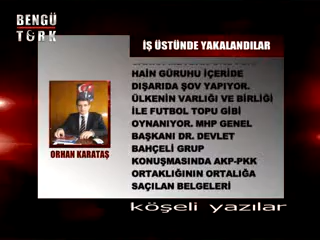 BENGÜ
TÜRK
İŞ ÜSTÜNDE YAKALANDILAR
HAİN GÜRUHU İÇERİDE
DIŞARIDA ŞOV YAPIYOR.
ÜLKENİN VARLIĞI VE BİRLİĞİ
İLE FUTBOL TOPU GİBİ
OYNANIYOR. MHP GENEL
BAŞKANI DR. DEVLET
BAHÇELİ GRUP
KONUŞMASINDA AKP-PKK
ORTAKLIĞININ ORTALIĞA
SAÇILAN BELGELERİ
ORHAN KARATAŞ
köşeli yazılar